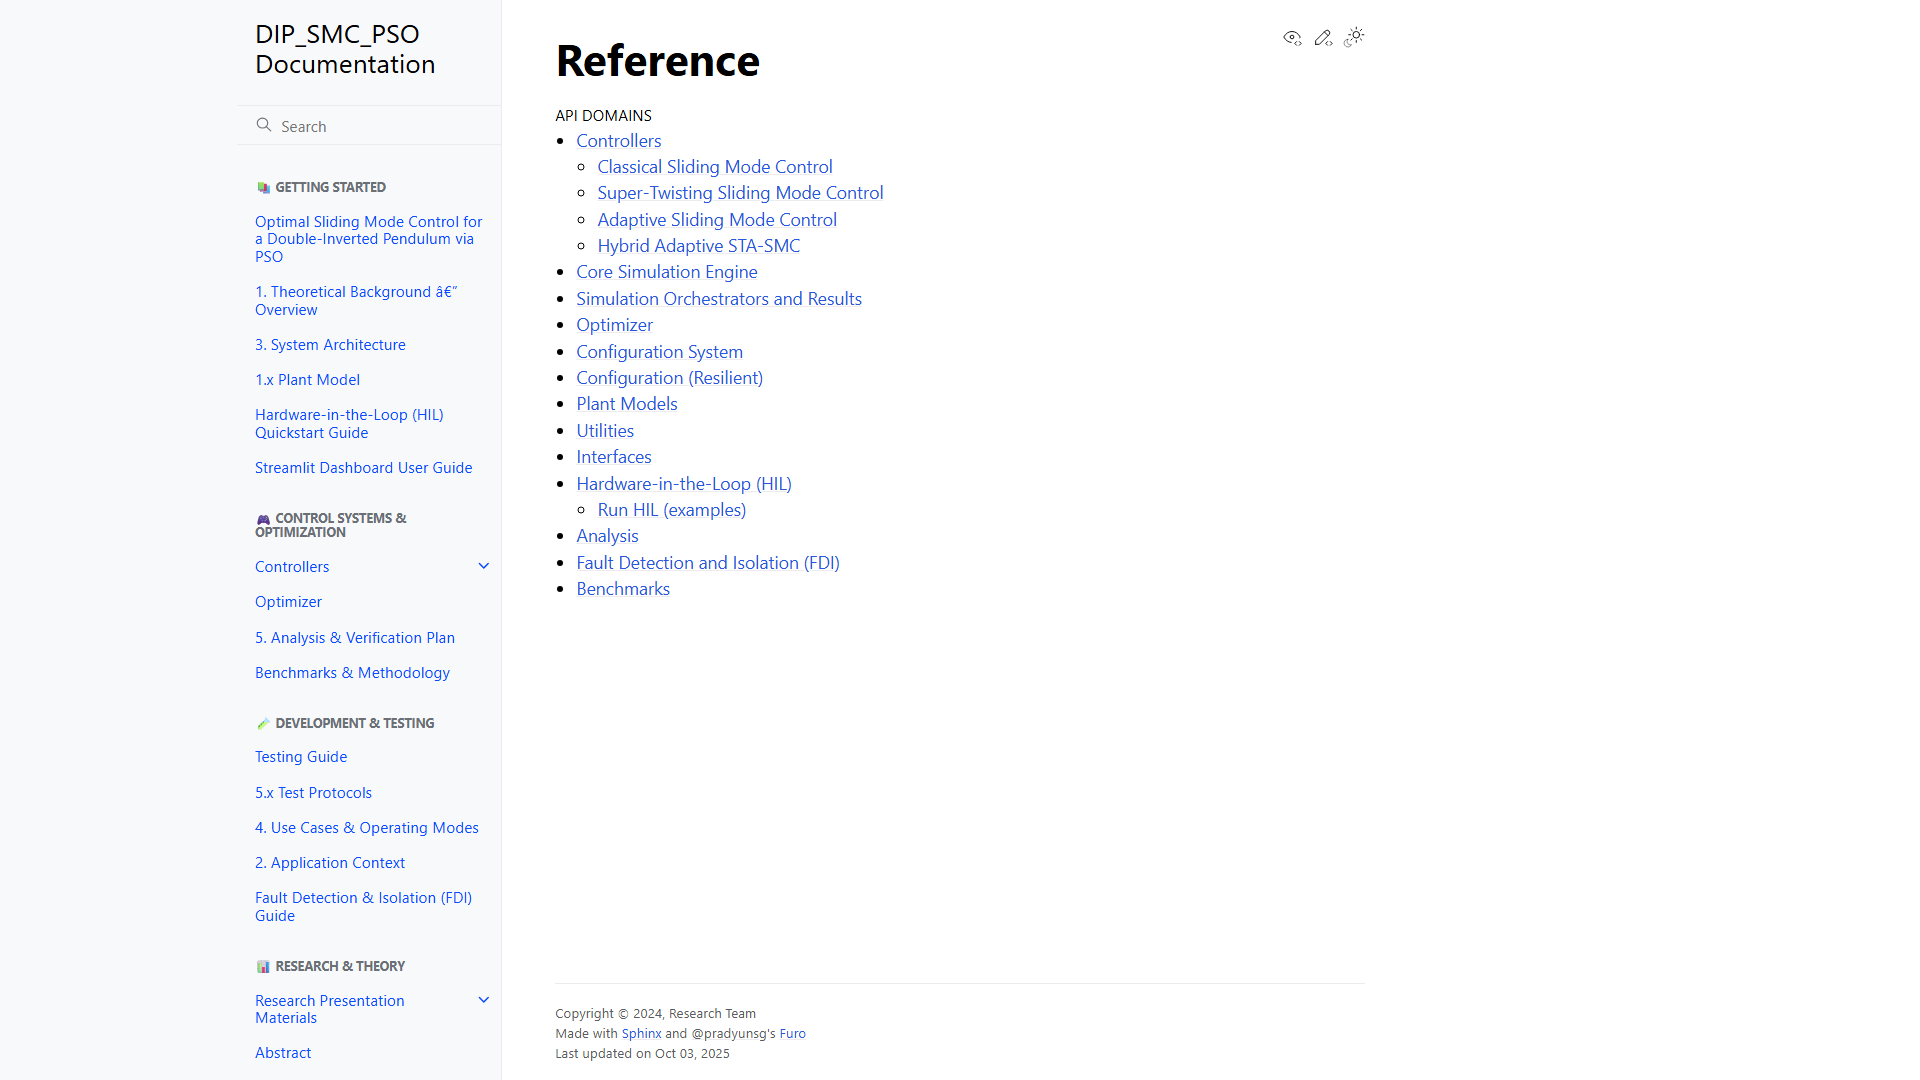 DIP_SMC_PSO
Documentation
Search
GETTING STARTED
Optimal Sliding Mode Control for
a Double-Inverted Pendulum via
PSO
1. Theoretical Background â€”
Overview
3. System Architecture
1.x Plant Model
Hardware-in-the-Loop (HIL)
Quickstart Guide
Streamlit Dashboard User Guide
CONTROL SYSTEMS &
OPTIMIZATION
Controllers
Optimizer
5. Analysis & Verification Plan
Benchmarks & Methodology
DEVELOPMENT & TESTING
Testing Guide
5.x Test Protocols
4. Use Cases & Operating Modes
2. Application Context
Fault Detection & Isolation (FDI)
Guide
RESEARCH & THEORY
Research Presentation
Materials
Abstract
Reference
API DOMAINS
Controllers
Classical Sliding Mode Control
Super-Twisting Sliding Mode Control
Adaptive Sliding Mode Control
Hybrid Adaptive STA-SMC
Core Simulation Engine
Simulation Orchestrators and Results
Optimizer
Configuration System
Configuration (Resilient)
Plant Models
Utilities
Interfaces
Hardware-in-the-Loop (HIL)
Run HIL (examples)
Analysis
Fault Detection and Isolation (FDI)
Benchmarks
Copyright © 2024, Research Team
Made with Sphinx and @pradyunsg's Furo
Last updated on Oct 03, 2025